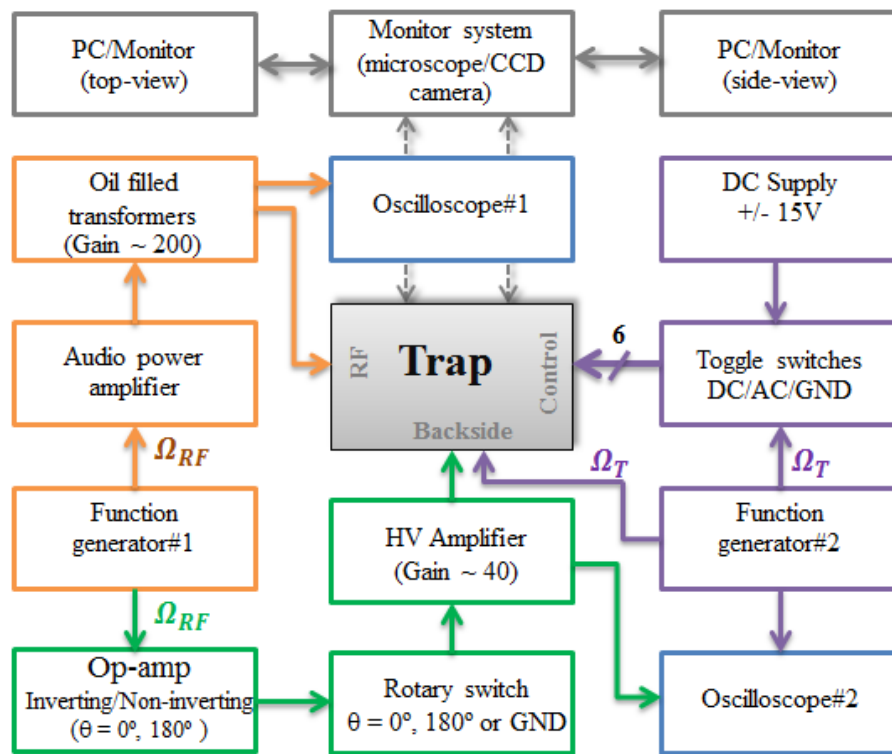 PC/Monitor
(top-view)
Monitor system
(microscope/CCD
camera)
PC/Monitor
(side-view)
Oil filled
transformers
(Gain ~ 200)
Oscilloscope#1
DC Supply
+/- 15V
Audio power
amplifier
RF
Trap
Control
Backside
6
Toggle switches
DC/AC/GND
Ω_RF
Ω_T
Ω_T
Function
generator#1
HV Amplifier
(Gain ~ 40)
Function
generator#2
Ω_RF
Op-amp
Inverting/Non-inverting
(θ = 0º, 180º )
Rotary switch
θ = 0º, 180º or GND
Oscilloscope#2